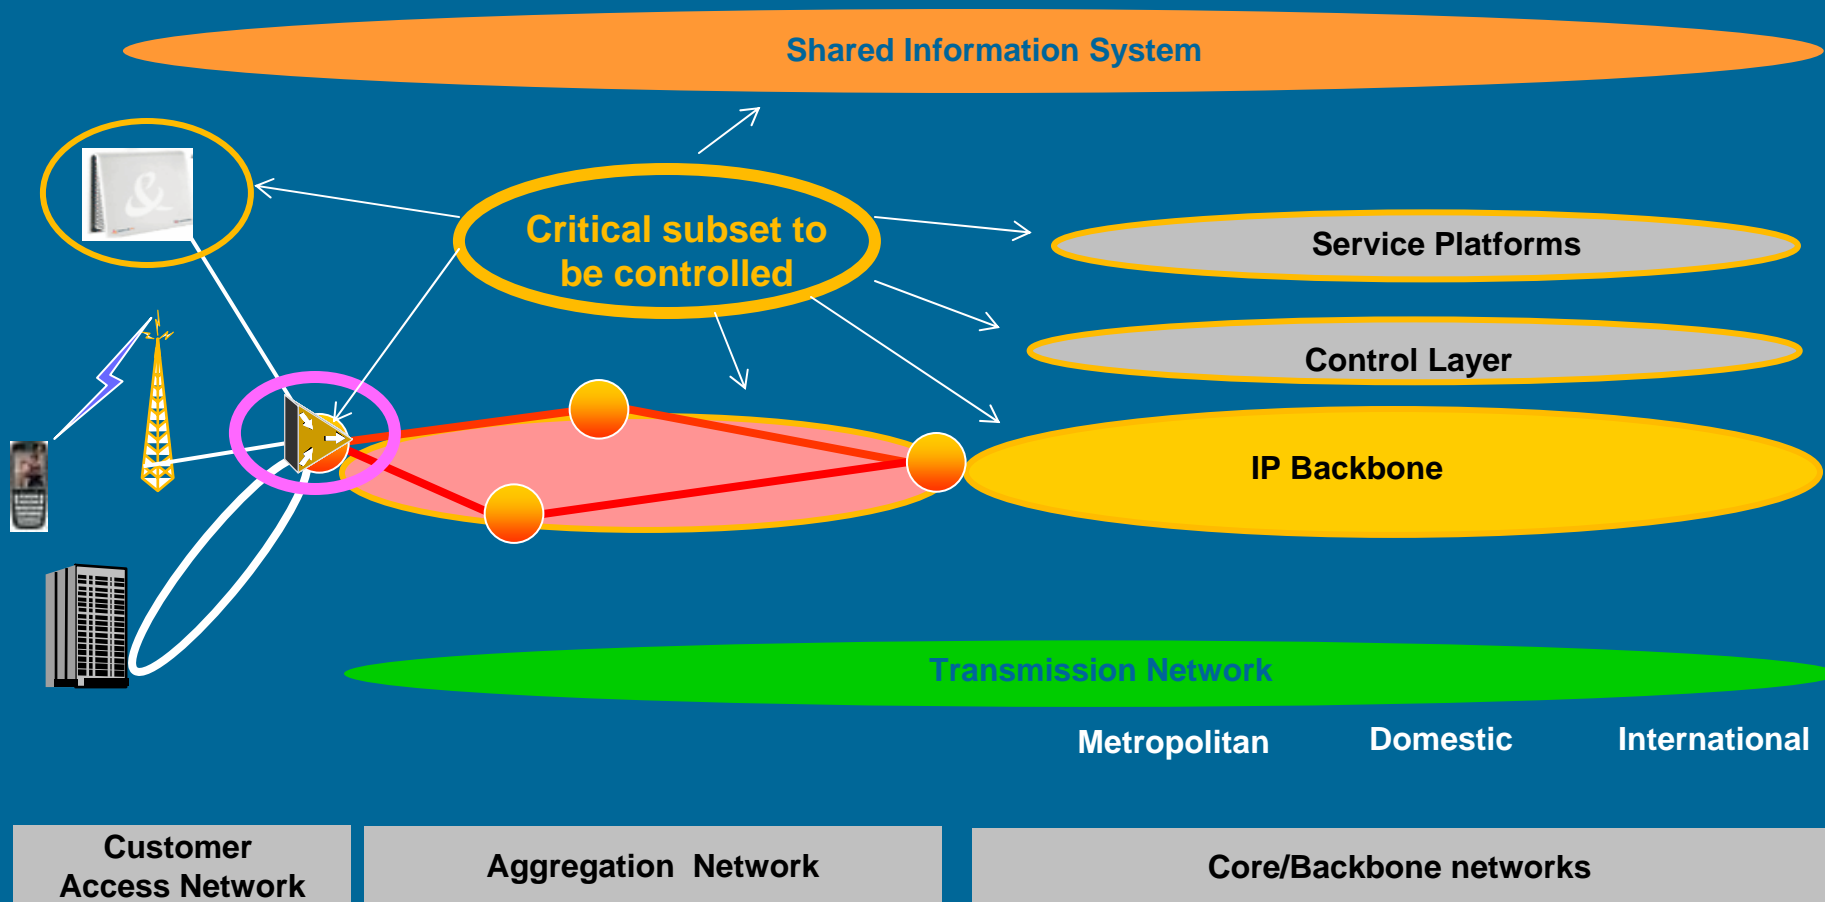 Shared Information System
Critical subset to
be controlled
Service Platforms
Control Layer
IP Backbone
Transmission Network
Metropolitan
Domestic
International
Customer
Access Network
Aggregation Network
Core/Backbone networks